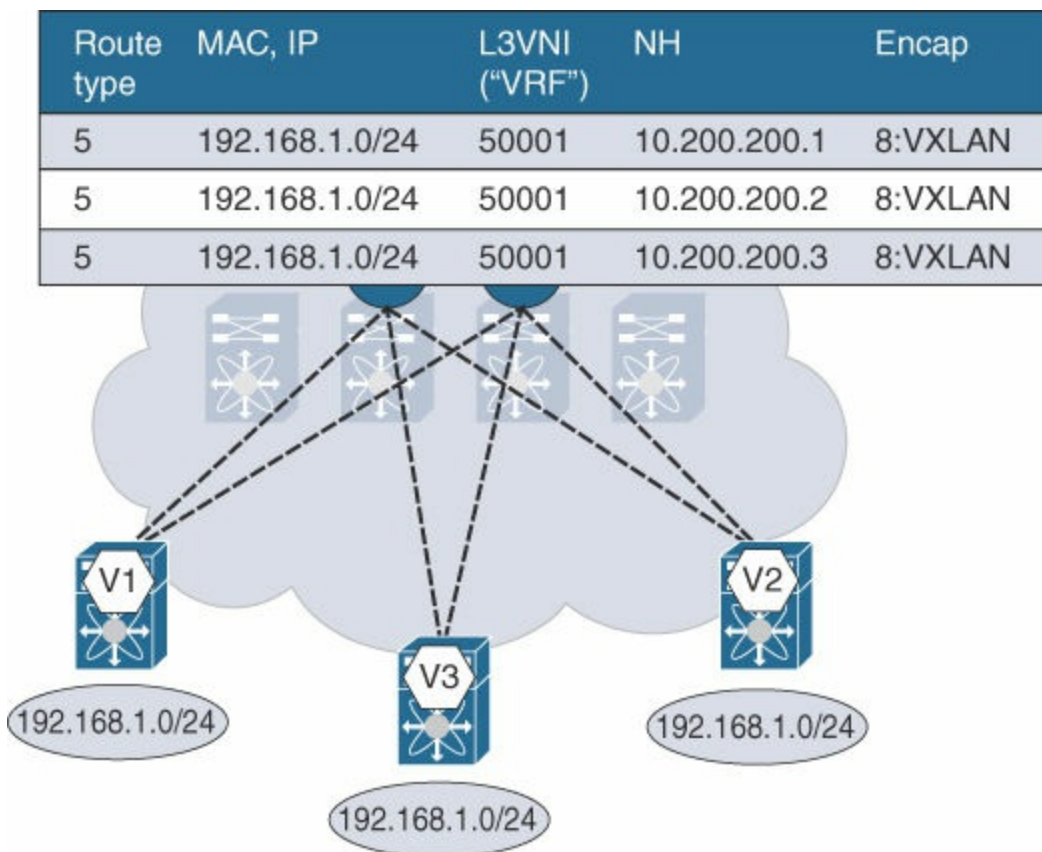 Route type MAC, IP L3VNI ("VRF") NH Encap
5 192.168.1.0/24 50001 10.200.200.1 8:VXLAN
5 192.168.1.0/24 50001 10.200.200.2 8:VXLAN
5 192.168.1.0/24 50001 10.200.200.3 8:VXLAN
V1
V2
V3
192.168.1.0/24
192.168.1.0/24
192.168.1.0/24